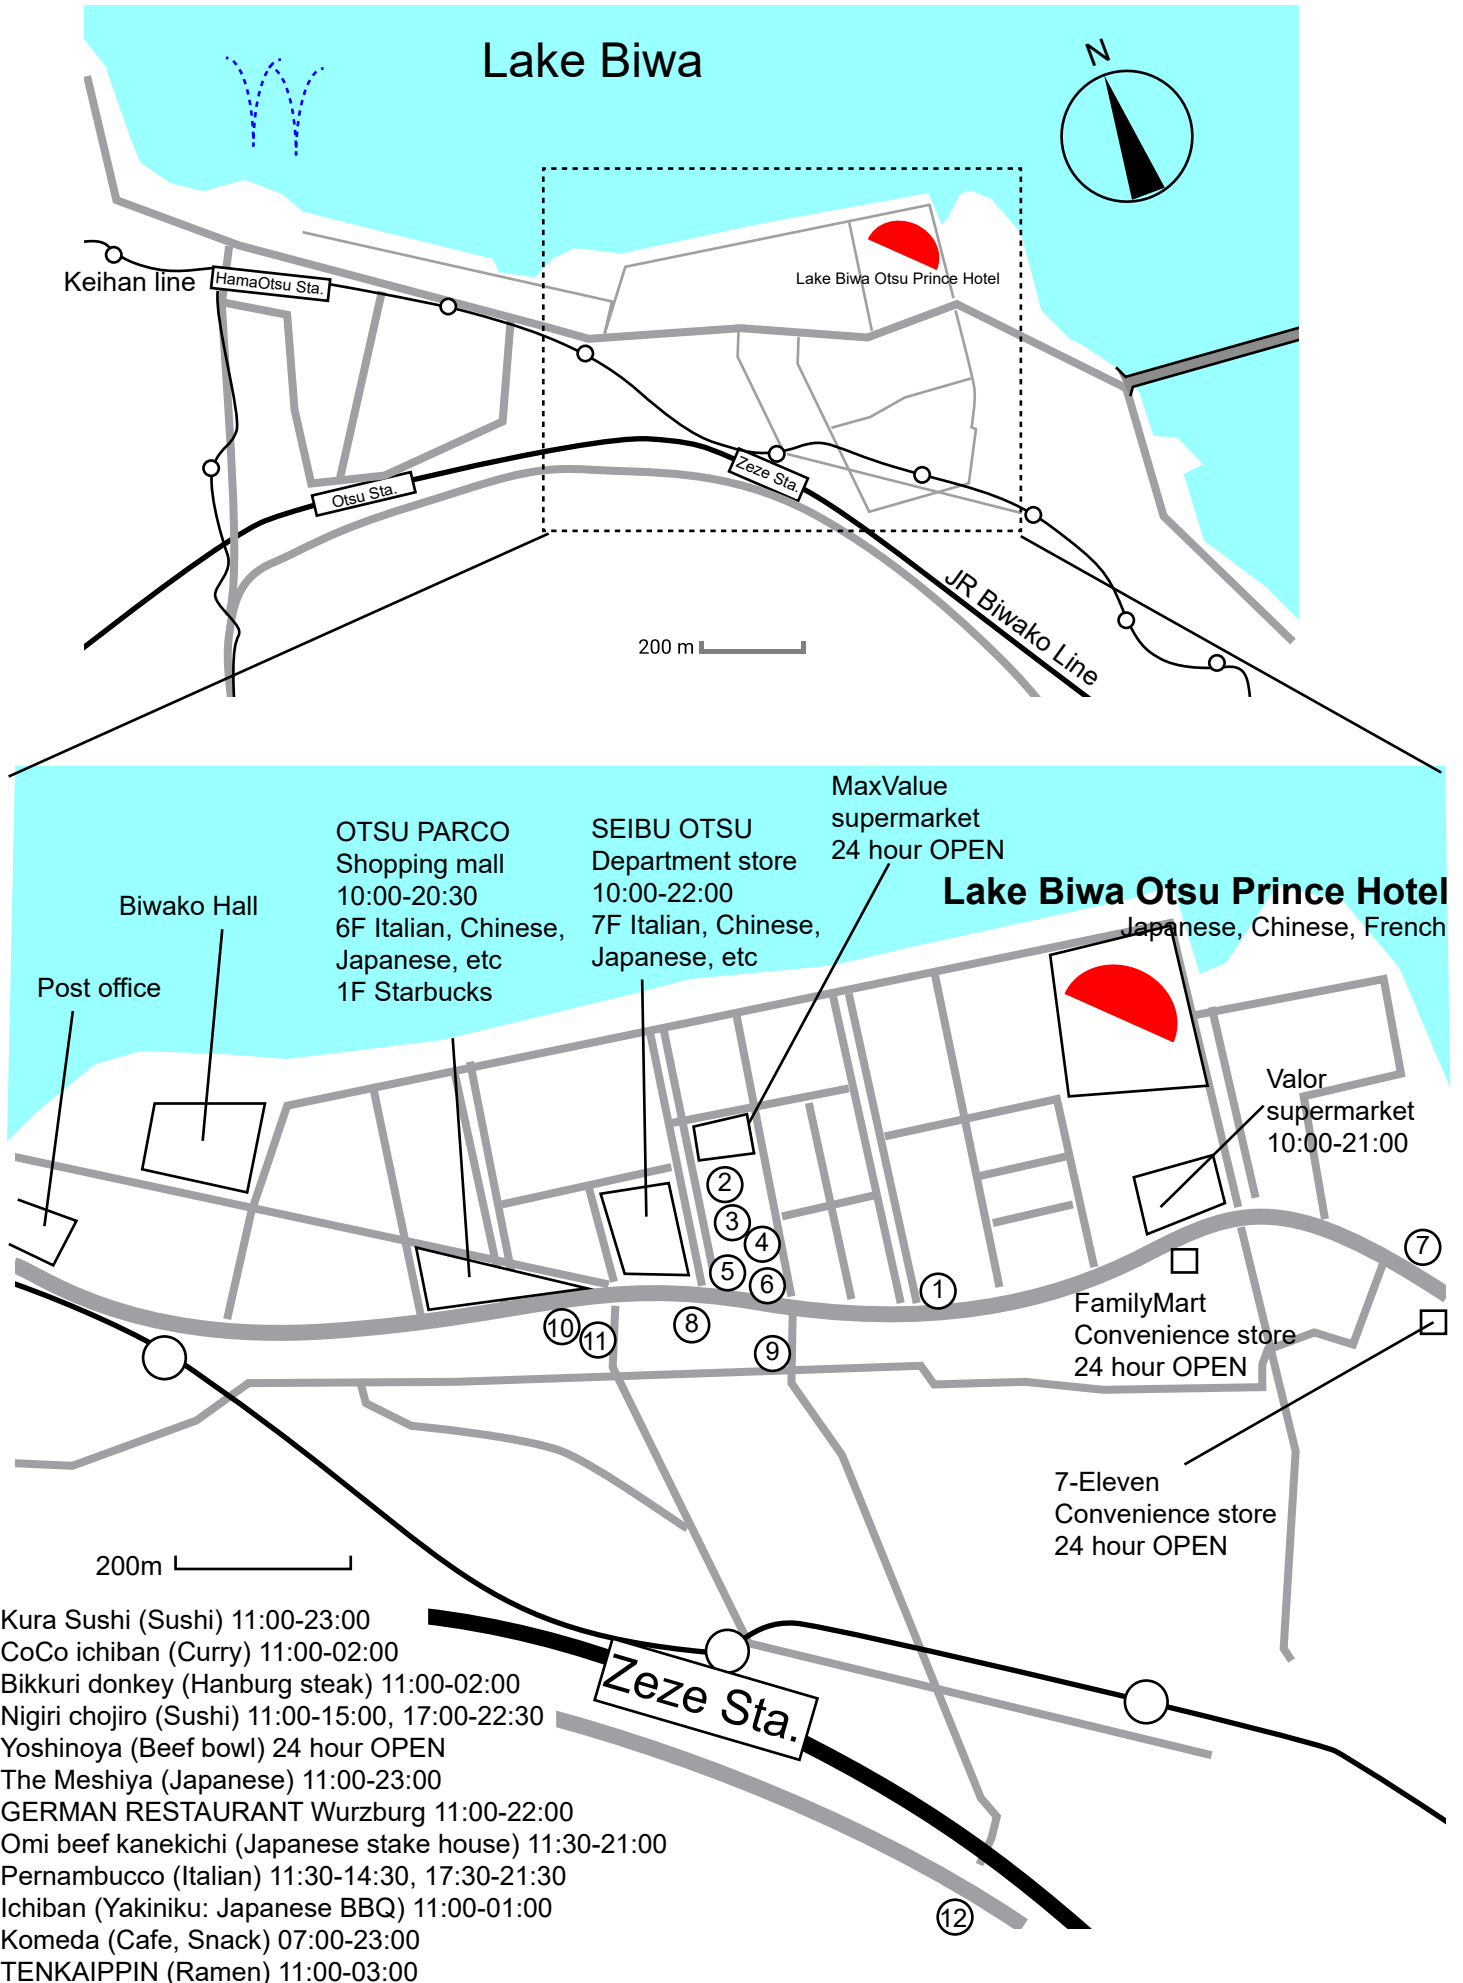 Lake Biwa
N
Lake Biwa Otsu Prince Hotel
Keihan line
HamaOtsu Sta.
Otsu Sta.
Zeze Sta.
JR Biwako Line
200 m
MaxValue
supermarket
24 hour OPEN
OTSU PARCO
Shopping mall
10:00-20:30
6F Italian, Chinese,
Japanese, etc
1F Starbucks
SEIBU OTSU
Department store
10:00-22:00
7F Italian, Chinese,
Japanese, etc
Lake Biwa Otsu Prince Hotel
Japanese, Chinese, French
Biwako Hall
Post office
Valor
supermarket
10:00-21:00
2
3
4
5
6
7
1
8
9
10
11
FamilyMart
Convenience store
24 hour OPEN
7-Eleven
Convenience store
24 hour OPEN
200m
Zeze Sta.
12
Kura Sushi (Sushi) 11:00-23:00
CoCo ichiban (Curry) 11:00-02:00
Bikkuri donkey (Hanburg steak) 11:00-02:00
Nigiri chojiro (Sushi) 11:00-15:00, 17:00-22:30
Yoshinoya (Beef bowl) 24 hour OPEN
The Meshiya (Japanese) 11:00-23:00
GERMAN RESTAURANT Wurzburg 11:00-22:00
Omi beef kanekichi (Japanese stake house) 11:30-21:00
Pernambucco (Italian) 11:30-14:30, 17:30-21:30
Ichiban (Yakiniku: Japanese BBQ) 11:00-01:00
Komeda (Cafe, Snack) 07:00-23:00
TENKAIPPIN (Ramen) 11:00-03:00